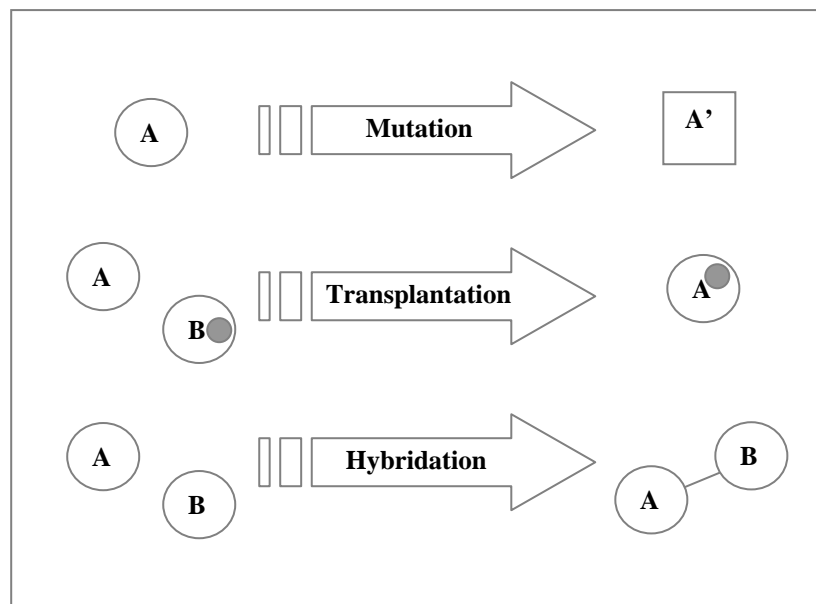 A Mutation A’
A
B Transplantation A
A
B Hybridation A B